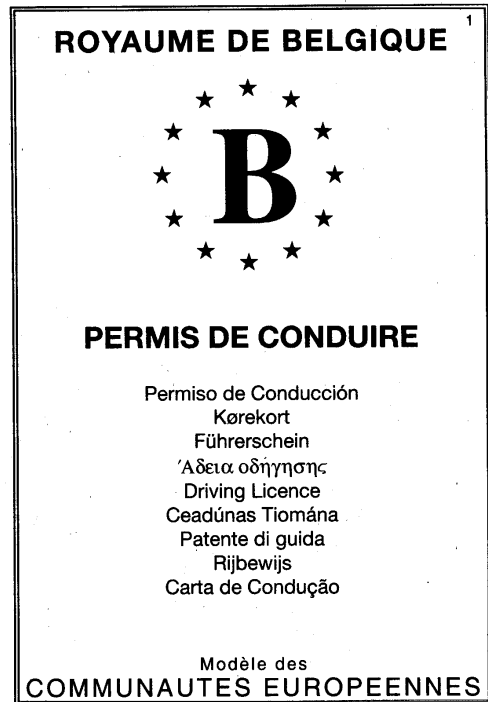 1
ROYAUME DE BELGIQUE
B
PERMIS DE CONDUIRE
Permiso de Conducción
Kørekort
Führerschein
Άδεια οδήγησης
Driving Licence
Ceadúnas Tiomána
Patente di guida
Rijbewijs
Carta de Condução
Modèle des
COMMUNAUTES EUROPEENNES